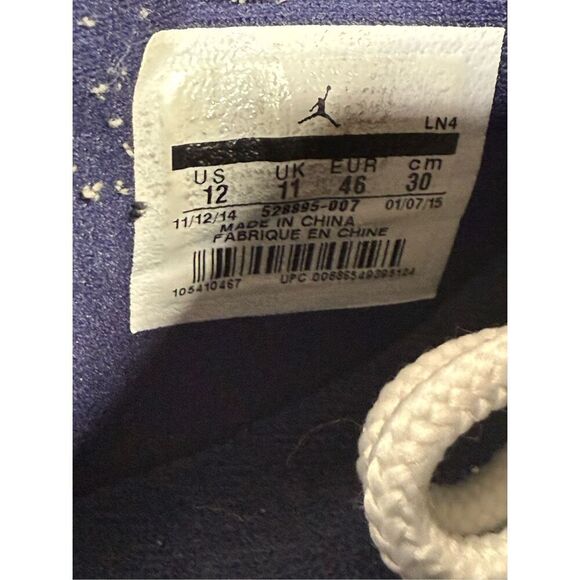 LN4
US UK EUR cm
12 11 46 30
11/12/14 528895-007 01/07/15
MADE IN CHINA
FABRIQUE EN CHINE
105410467 UPC